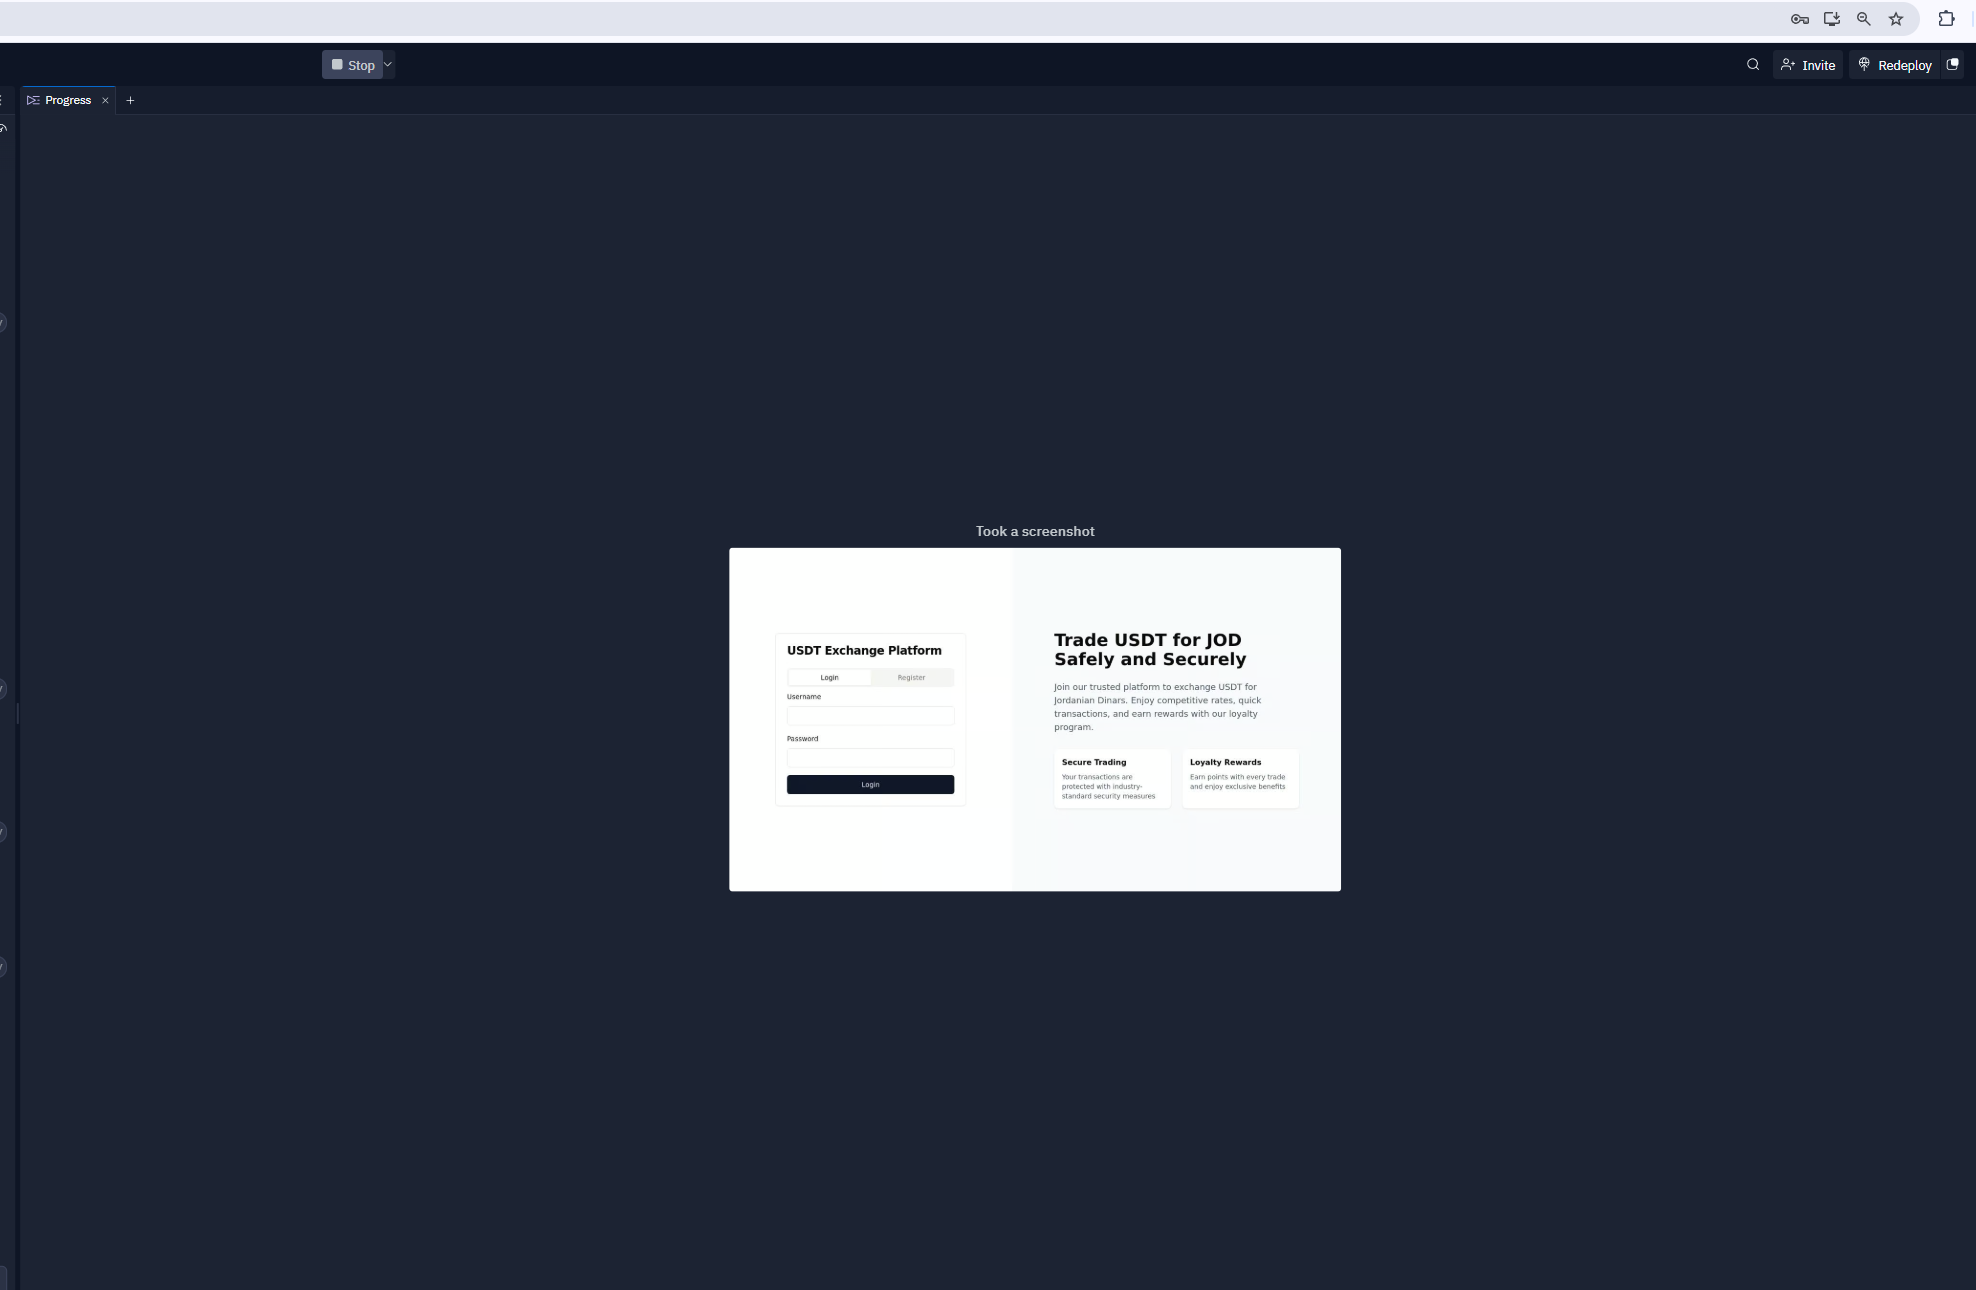 Stop
Invite
Redeploy
Progress
Took a screenshot
USDT Exchange Platform
Login
Register
Username
Password
Login
Trade USDT for JOD
Safely and Securely
Join our trusted platform to exchange USDT for
Jordanian Dinars. Enjoy competitive rates, quick
transactions, and earn rewards with our loyalty
program.
Secure Trading
Your transactions are
protected with industry-
standard security measures
Loyalty Rewards
Earn points with every trade
and enjoy exclusive benefits